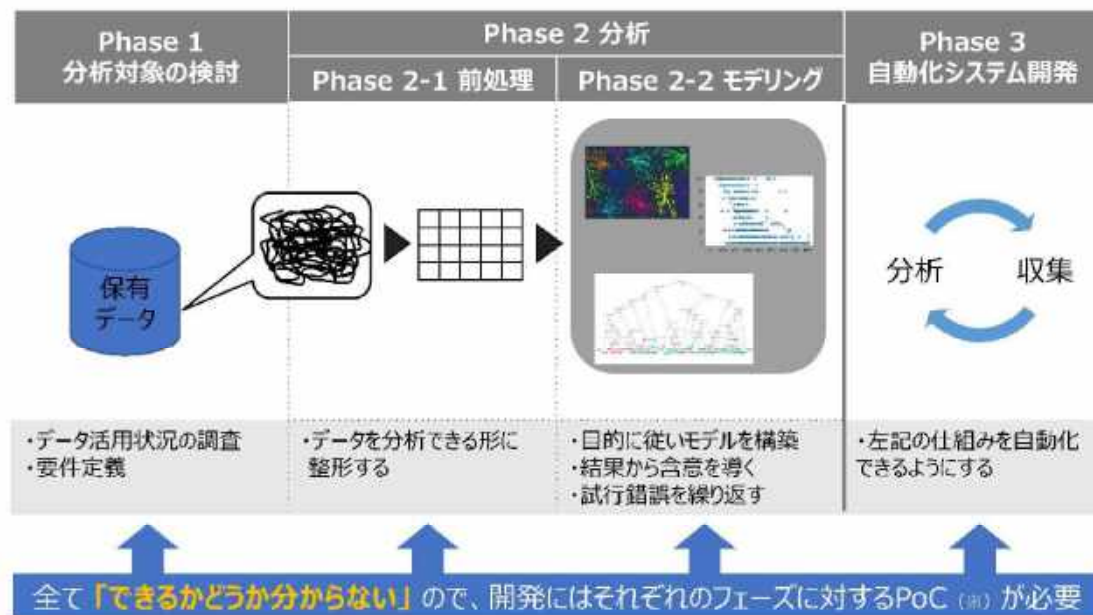 Phase 1
分析対象の検討
Phase 2 分析
Phase 2-1 前処理
Phase 2-2 モデリング
Phase 3
自動化システム開発
保有
データ
分析
収集
・データ活用状況の調査
・要件定義
・データを分析できる形に
整形する
・目的に従いモデルを構築
・結果から含意を導く
・試行錯誤を繰り返す
・左記の仕組みを自動化
できるようにする
全て「できるかどうか分からない」ので、開発にはそれぞれのフェーズに対するPoC（※）が必要